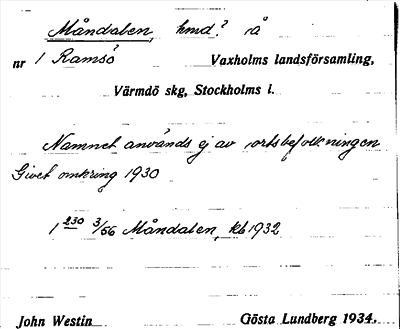 Måndalen, hmd? å
nr 1 Ramsö Vaxholms landsförsamling,
Värmdö skg, Stockholms l.
Namnet används ej av ortsbefolkningen
Givet omkring 1930
1 230 3/56 Måndalen, kb 1932
John Westin Gösta Lundberg 1934.